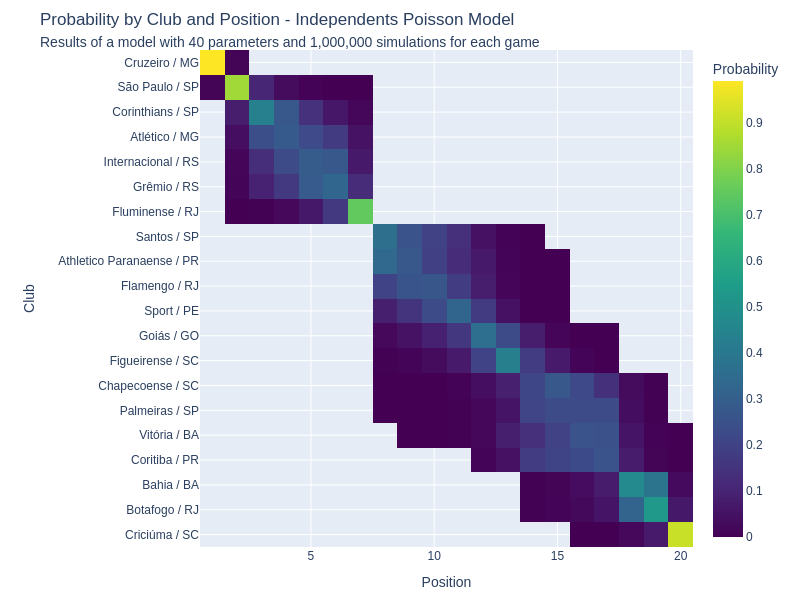 Probability by Club and Position - Independents Poisson Model
Results of a model with 40 parameters and 1,000,000 simulations for each game
Probability
Club
Cruzeiro / MG
São Paulo / SP
Corinthians / SP
Atlético / MG
Internacional / RS
Grêmio / RS
Fluminense / RJ
Santos / SP
Athletico Paranaense / PR
Flamengo / RJ
Sport / PE
Goiás / GO
Figueirense / SC
Chapecoense / SC
Palmeiras / SP
Vitória / BA
Coritiba / PR
Bahia / BA
Botafogo / RJ
Criciúma / SC
0.9
0.8
0.7
0.6
0.5
0.4
0.3
0.2
0.1
0
5
10
15
20
Position